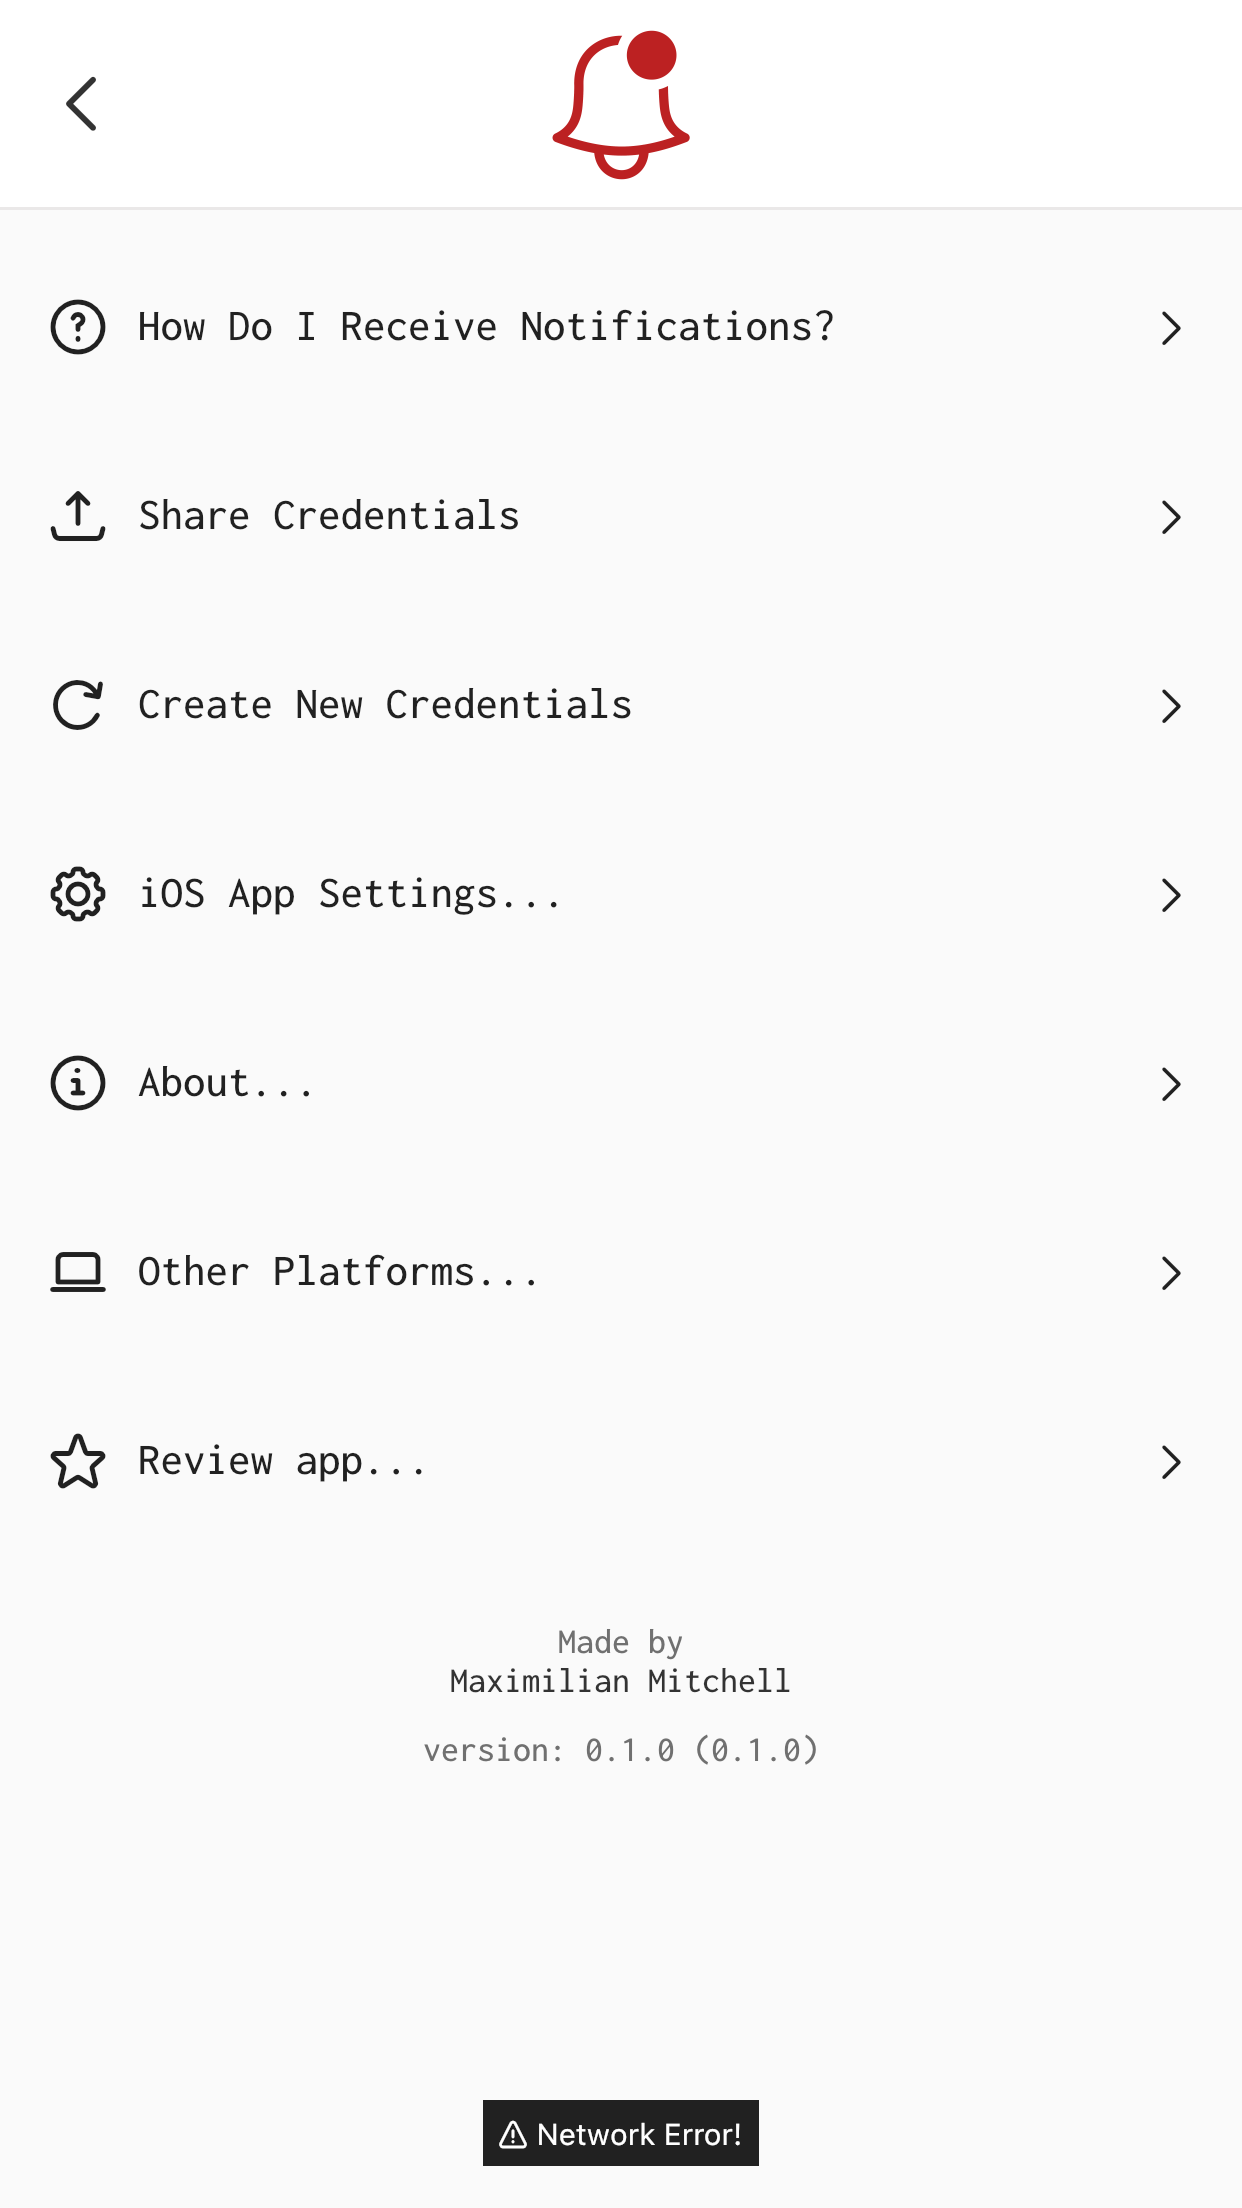 How Do I Receive Notifications?
Share Credentials
Create New Credentials
iOS App Settings...
About...
Other Platforms...
Review app...
Made by
Maximilian Mitchell
version: 0.1.0 (0.1.0)
Network Error!